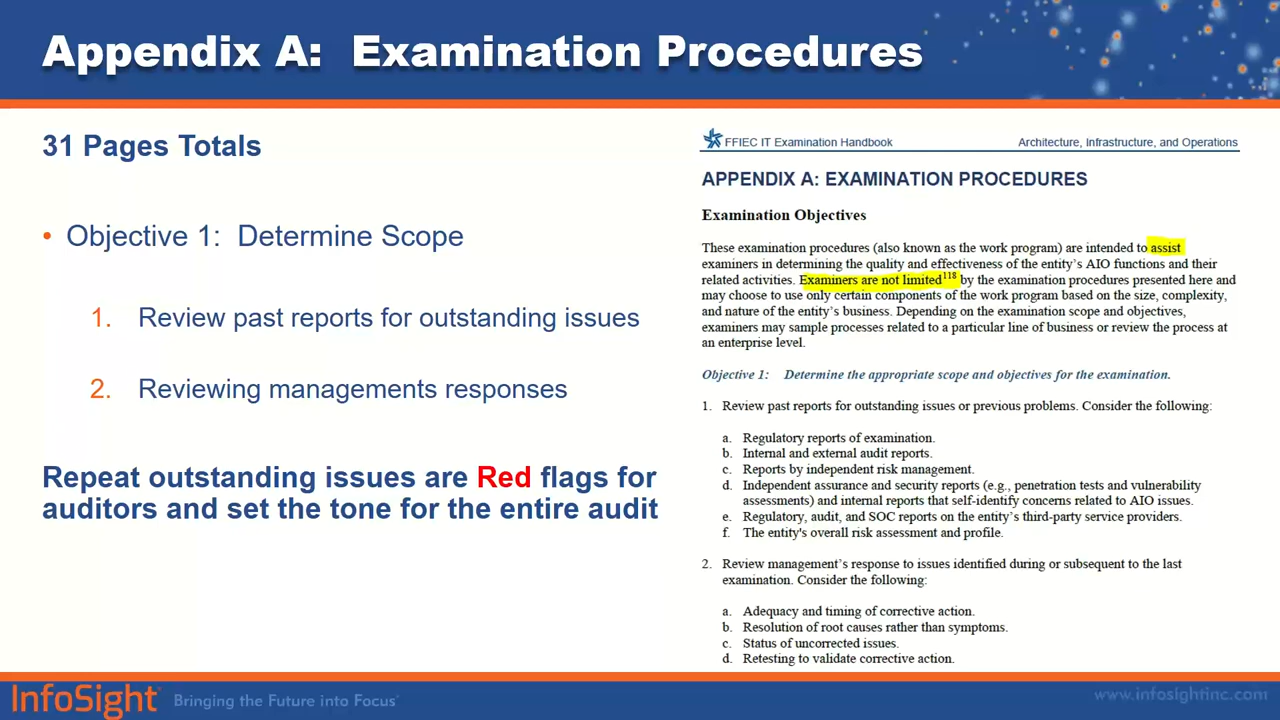 Appendix A: Examination Procedures
31 Pages Totals
• Objective 1: Determine Scope
1. Review past reports for outstanding issues
2. Reviewing managements responses
Repeat outstanding issues are Red flags for
auditors and set the tone for the entire audit
FFIEC IT Examination Handbook
Architecture, Infrastructure, and Operations
APPENDIX A: EXAMINATION PROCEDURES
Examination Objectives
These examination procedures (also known as the work program) are intended to assist
examiners in determining the quality and effectiveness of the entity's AIO functions and their
related activities. Examiners are not limited118 by the examination procedures presented here and
may choose to use only certain components of the work program based on the size, complexity,
and nature of the entity's business. Depending on the examination scope and objectives,
examiners may sample processes related to a particular line of business or review the process at
an enterprise level.
Objective 1: Determine the appropriate scope and objectives for the examination.
1. Review past reports for outstanding issues or previous problems. Consider the following:
a. Regulatory reports of examination.
b. Internal and external audit reports.
c. Reports by independent risk management.
d. Independent assurance and security reports (e.g., penetration tests and vulnerability
assessments) and internal reports that self-identify concerns related to AIO issues.
e. Regulatory, audit, and SOC reports on the entity's third-party service providers.
f. The entity's overall risk assessment and profile.
2. Review management's response to issues identified during or subsequent to the last
examination. Consider the following:
a. Adequacy and timing of corrective action.
b. Resolution of root causes rather than symptoms.
c. Status of uncorrected issues.
d. Retesting to validate corrective action.
InfoSight Bringing the Future into Focus
www.infosightinc.com